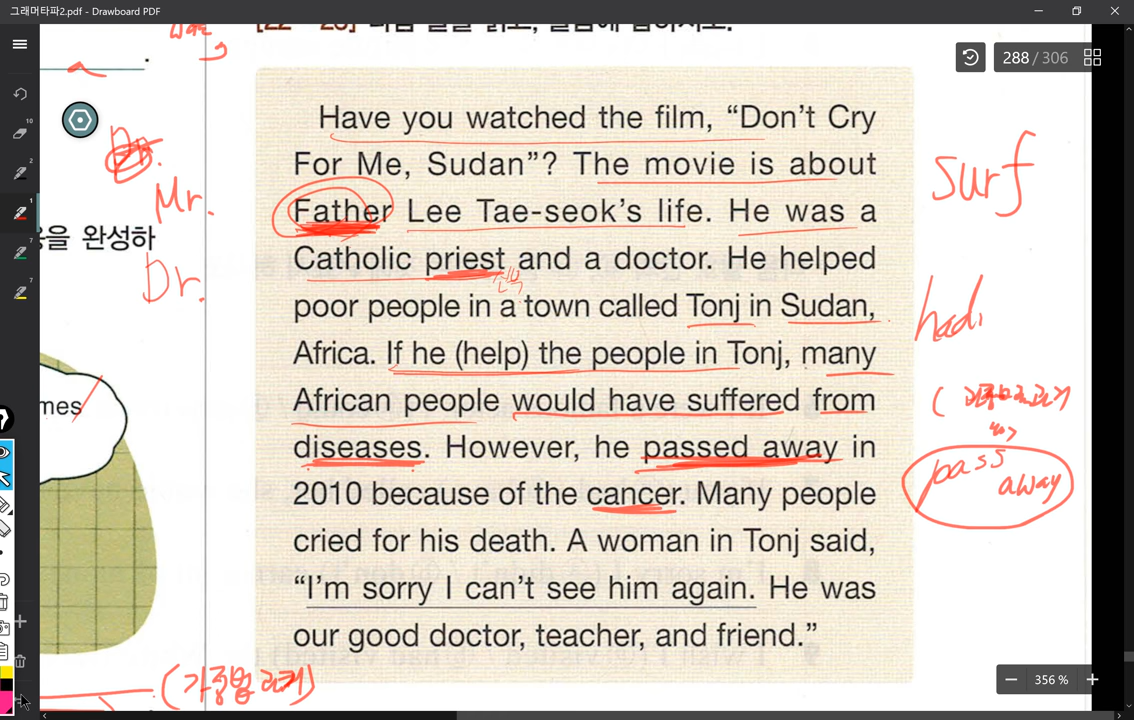 그래머타파2.pdf - Drawboard PDF
288 / 306
Mr.
Dr.
을 완성하
mes
Have you watched the film, “Don’t Cry
For Me, Sudan”? The movie is about
Father Lee Tae-seok’s life. He was a
Catholic priest and a doctor. He helped
poor people in a town called Tonj in Sudan,
Africa. If he (help) the people in Tonj, many
African people would have suffered from
diseases. However, he passed away in
2010 because of the cancer. Many people
cried for his death. A woman in Tonj said,
“I’m sorry I can’t see him again. He was
our good doctor, teacher, and friend.”
surf
pass
away
(가정법 과거)
356 %
10
2
1
7
7